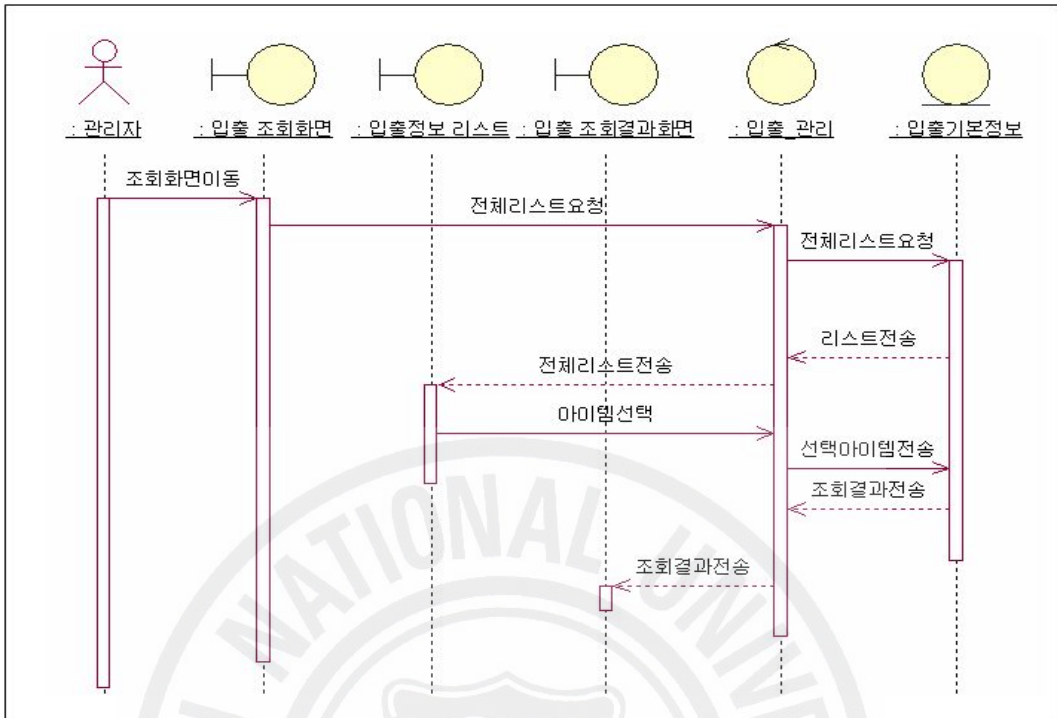 : 관리자
: 입출 조회화면
: 입출정보 리스트
: 입출 조회결과화면
: 입출_관리
: 입출기본정보
조회화면이동
전체리스트요청
전체리스트요청
리스트전송
전체리스트전송
아이템선택
선택아이템전송
조회결과전송
조회결과전송
NATIONAL UNIVE